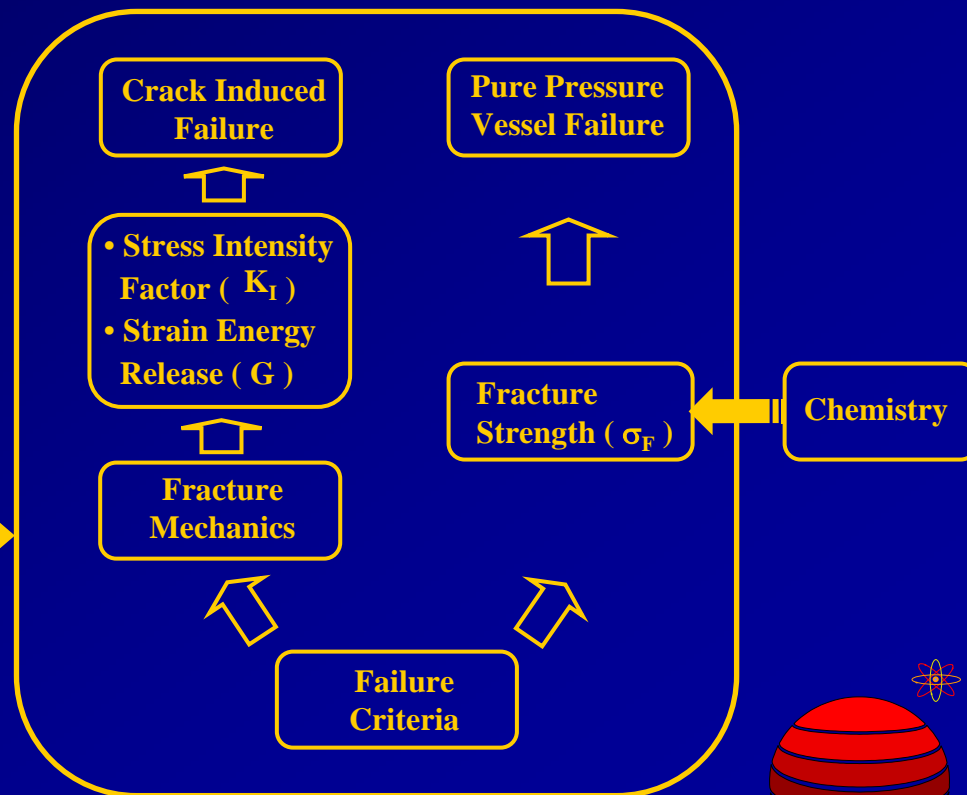 Crack Induced
Failure
Pure Pressure
Vessel Failure
• Stress Intensity
Factor ( K_I )
• Strain Energy
Release ( G )
Fracture
Strength ( σ_F )
Chemistry
Fracture
Mechanics
Failure
Criteria